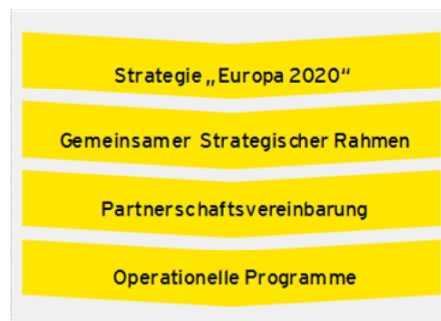 Strategie „Europa 2020“
Gemeinsamer Strategischer Rahmen
Partnerschaftsvereinbarung
Operationelle Programme